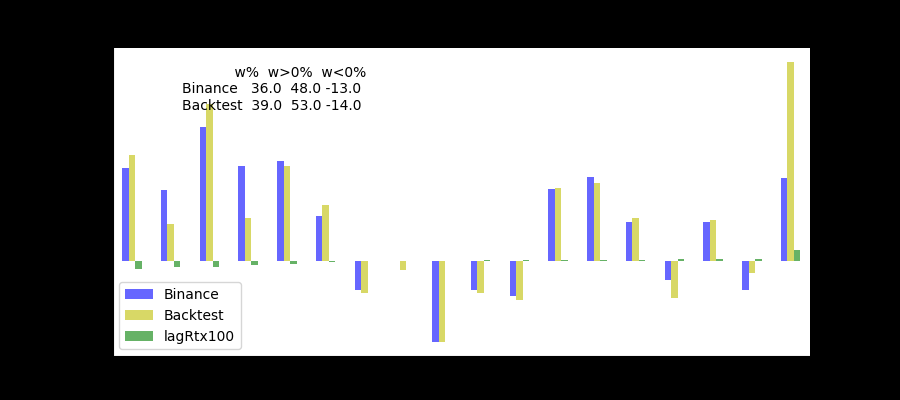 w% w>0% w<0%
Binance 36.0 48.0 -13.0
Backtest 39.0 53.0 -14.0
Binance
Backtest
lagRtx100